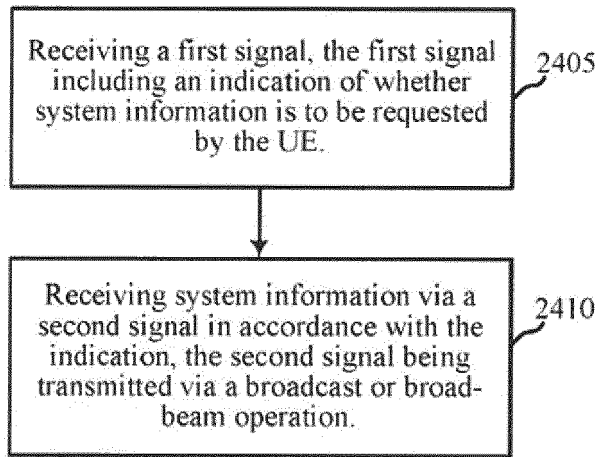 Receiving a first signal, the first signal
including an indication of whether
system information is to be requested
by the UE.
2405
Receiving system information via a
second signal in accordance with the
indication, the second signal being
transmitted via a broadcast or broad-
beam operation.
2410